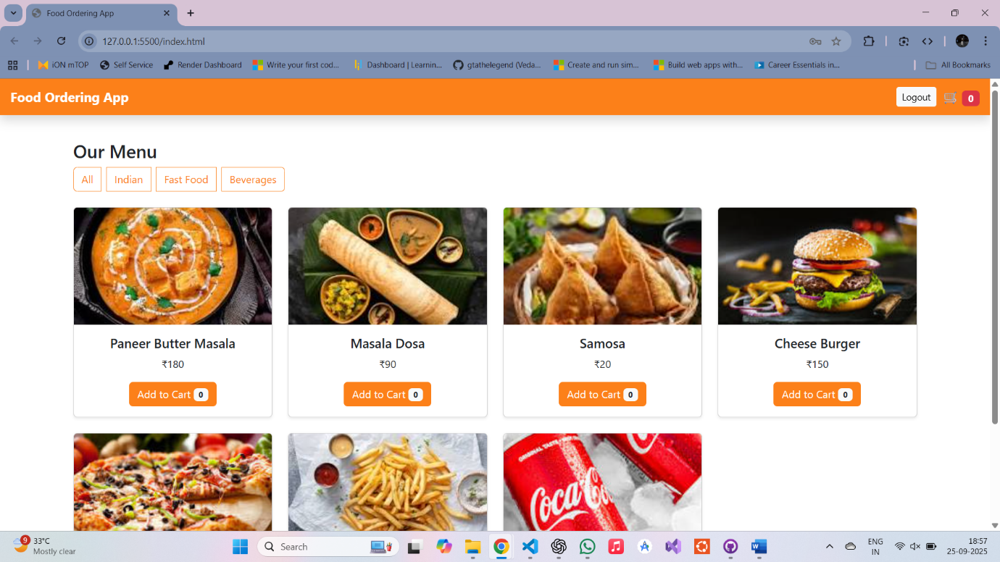 Food Ordering App
127.0.0.1:5500/index.html
iON mTOP Self Service Render Dashboard Write your first cod... Dashboard | Learnin... gtathelegend (Veda... Create and run sim... Build web apps with... Career Essentials in... All Bookmarks
Food Ordering App Logout 0
Our Menu
All Indian Fast Food Beverages
Paneer Butter Masala Masala Dosa Samosa Cheese Burger
₹180 ₹90 ₹20 ₹150
Add to Cart 0 Add to Cart 0 Add to Cart 0 Add to Cart 0
ORIGINAL TASTE
Coca-Co
9 33°C
Mostly clear
Search
ENG
IN
18:57
25-09-2025